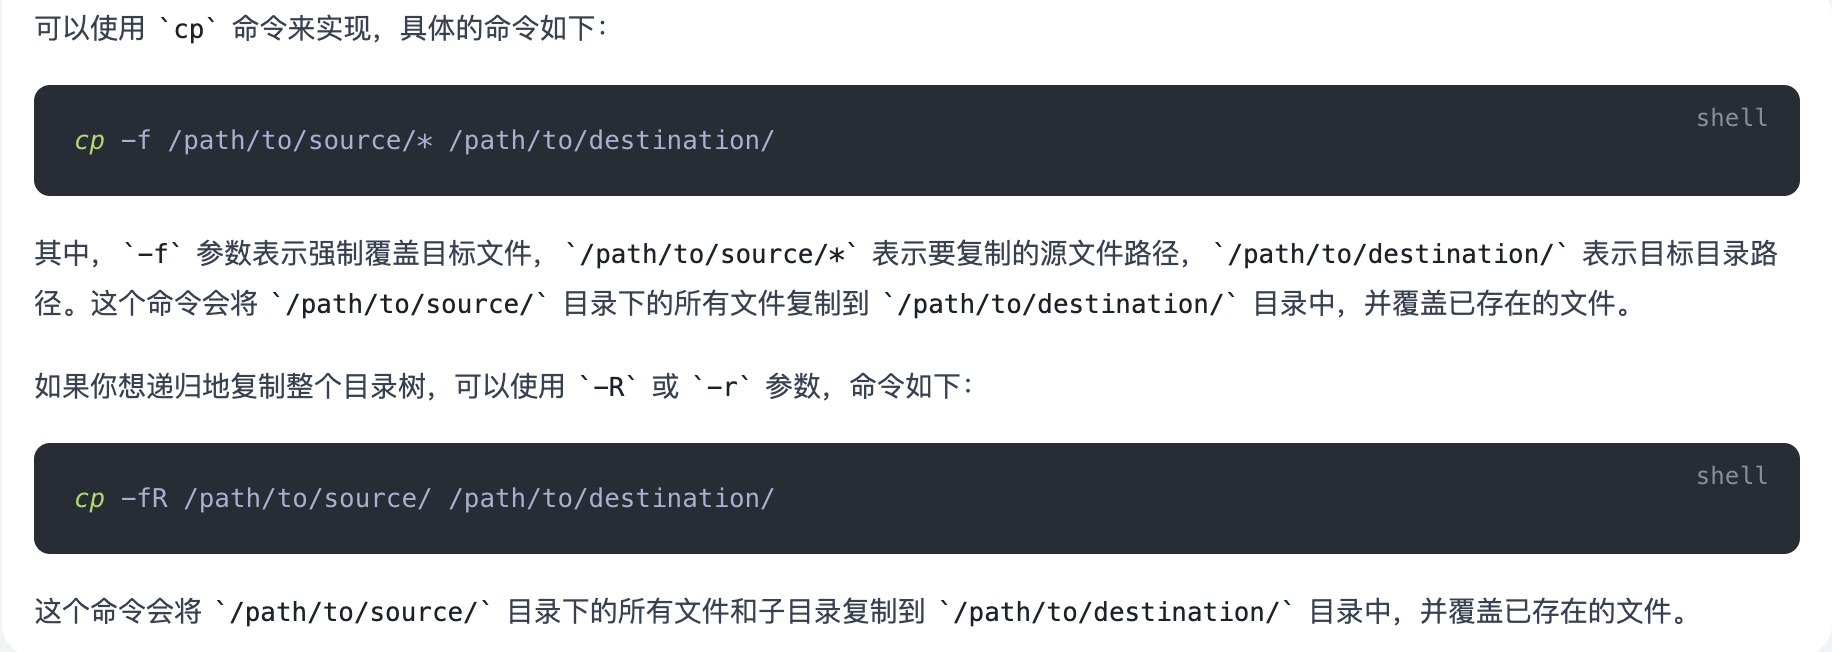 可以使用 `cp` 命令来实现，具体的命令如下：
shell
cp -f /path/to/source/* /path/to/destination/
其中， `-f` 参数表示强制覆盖目标文件， `/path/to/source/*` 表示要复制的源文件路径， `/path/to/destination/` 表示目标目录路
径。这个命令会将 `/path/to/source/` 目录下的所有文件复制到 `/path/to/destination/` 目录中，并覆盖已存在的文件。
如果你想递归地复制整个目录树，可以使用 `-R` 或 `-r` 参数，命令如下：
shell
cp -fR /path/to/source/ /path/to/destination/
这个命令会将 `/path/to/source/` 目录下的所有文件和子目录复制到 `/path/to/destination/` 目录中，并覆盖已存在的文件。